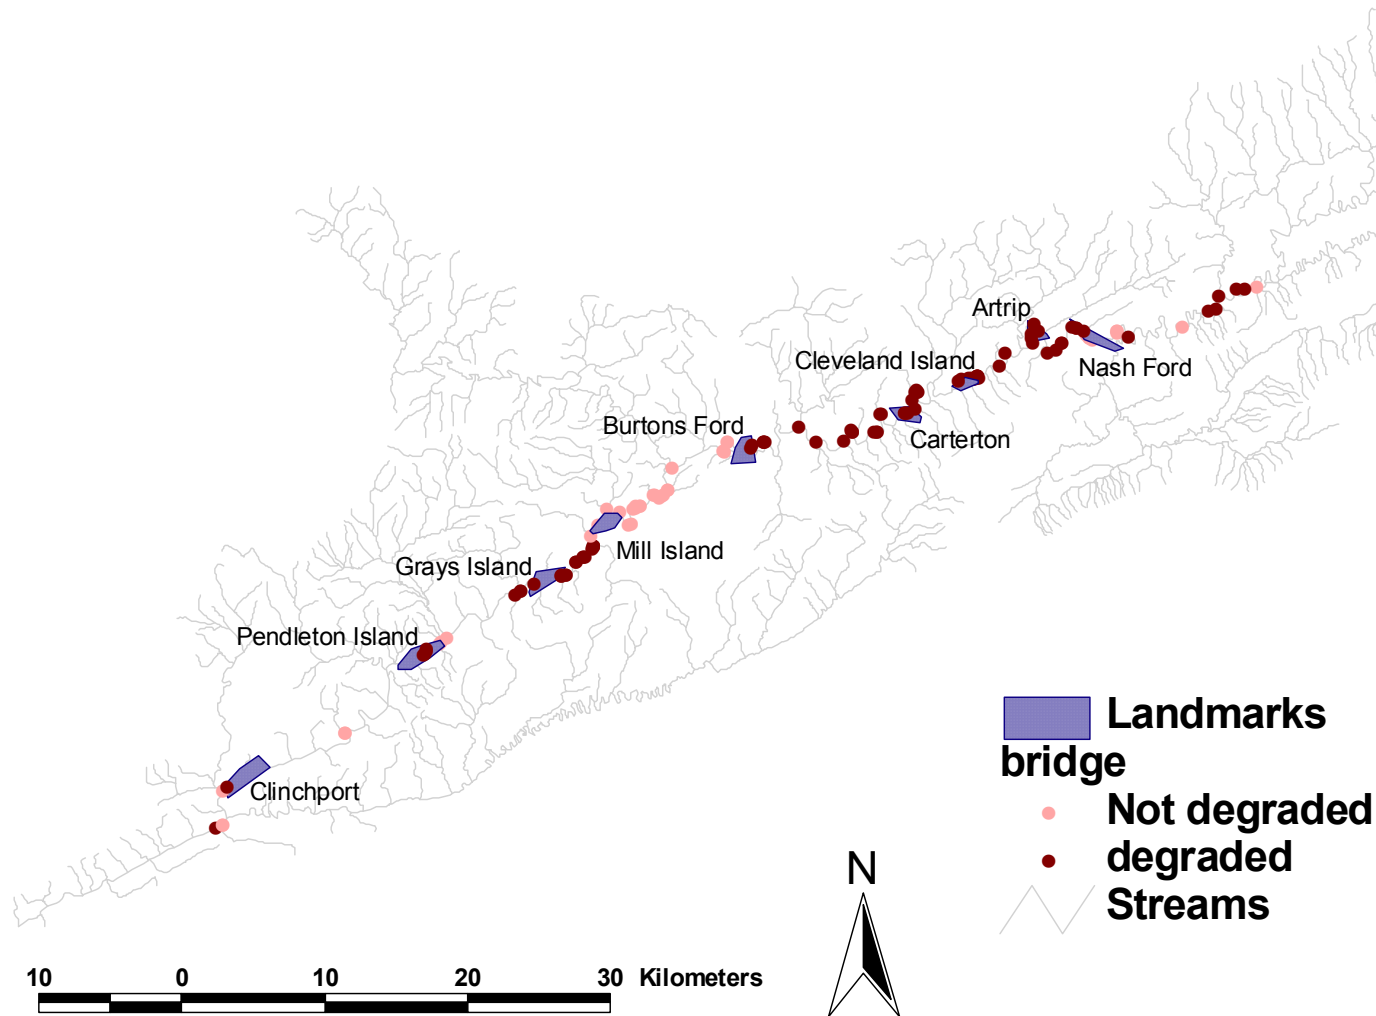 Artrip
Cleveland Island
Nash Ford
Burtons Ford
Carterton
Mill Island
Grays Island
Pendleton Island
Clinchport
Landmarks
bridge
Not degraded
degraded
Streams
N
10 0 10 20 30 Kilometers